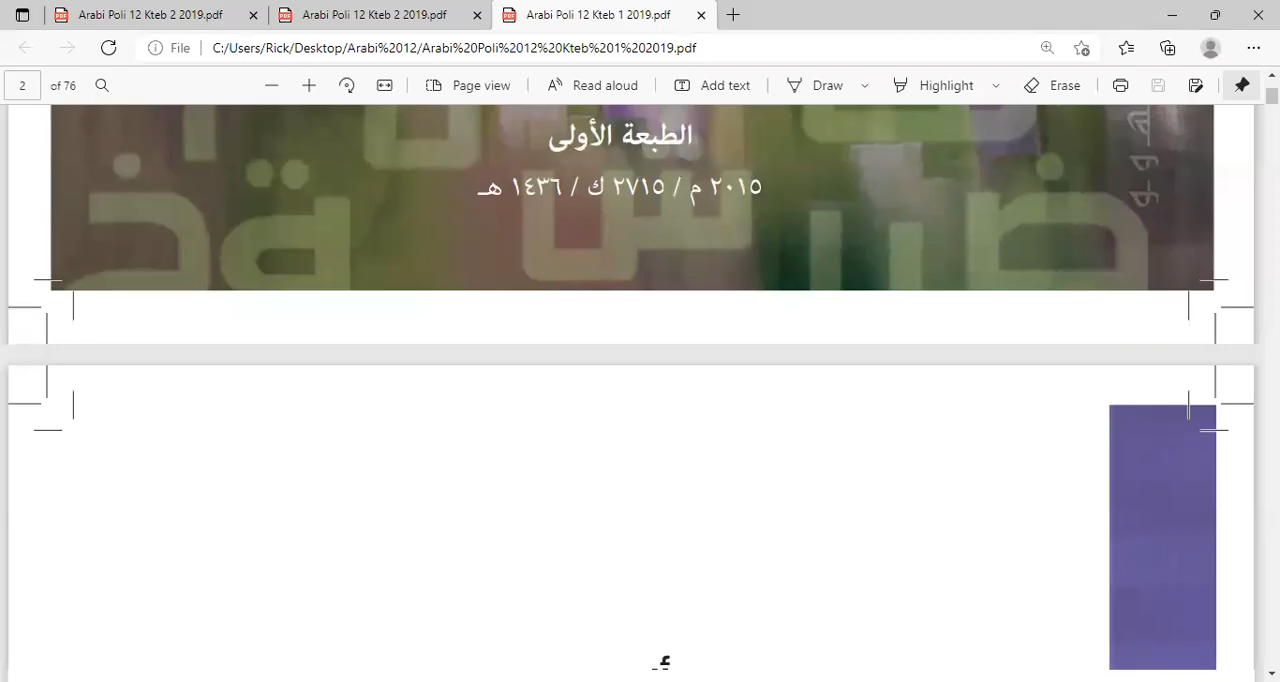 Arabi Poli 12 Kteb 2 2019.pdf
Arabi Poli 12 Kteb 2 2019.pdf
Arabi Poli 12 Kteb 1 2019.pdf
File
C:/Users/Rick/Desktop/Arabi%2012/Arabi%20Poli%2012%20Kteb%201%202019.pdf
2 of 76
Page view
Read aloud
Add text
Draw
Highlight
Erase
الطبعة الأولى
٢٠١٥ م / ٢٧١٥ ك / ١٤٣٦ هـ